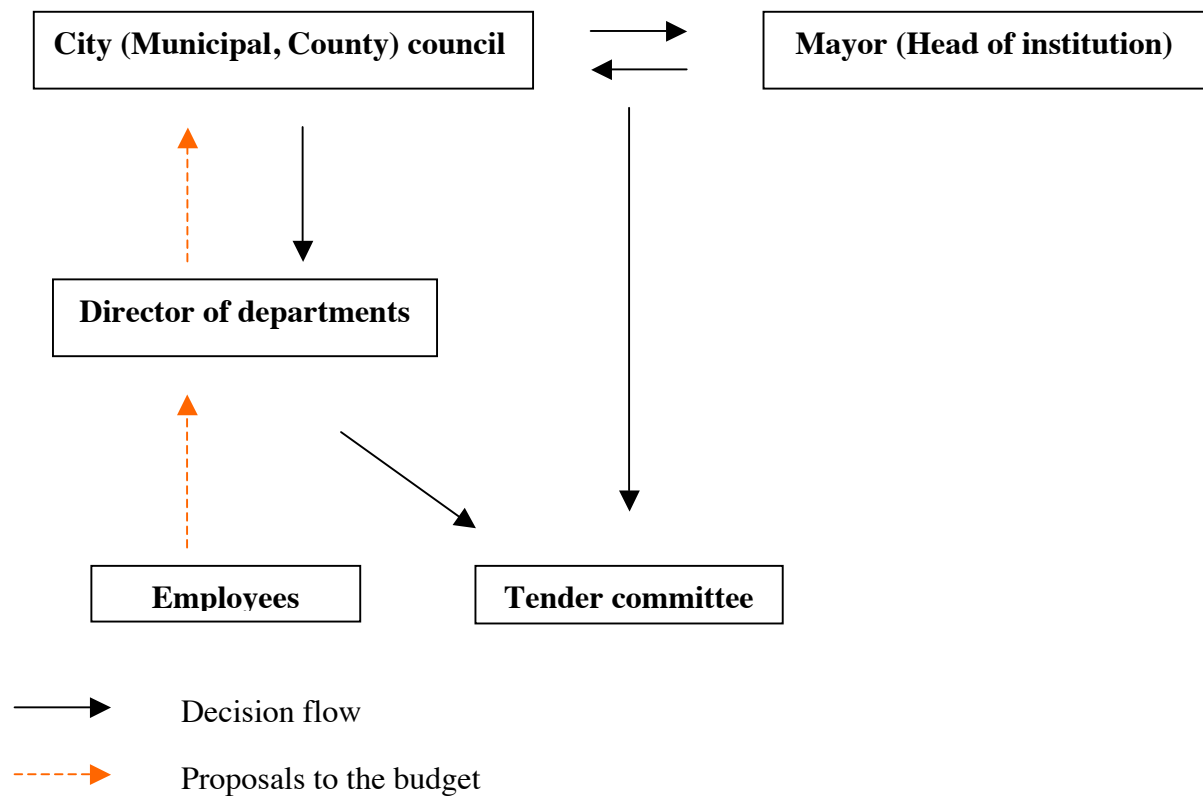 City (Municipal, County) council
Mayor (Head of institution)
Director of departments
Employees
Tender committee
Decision flow
Proposals to the budget